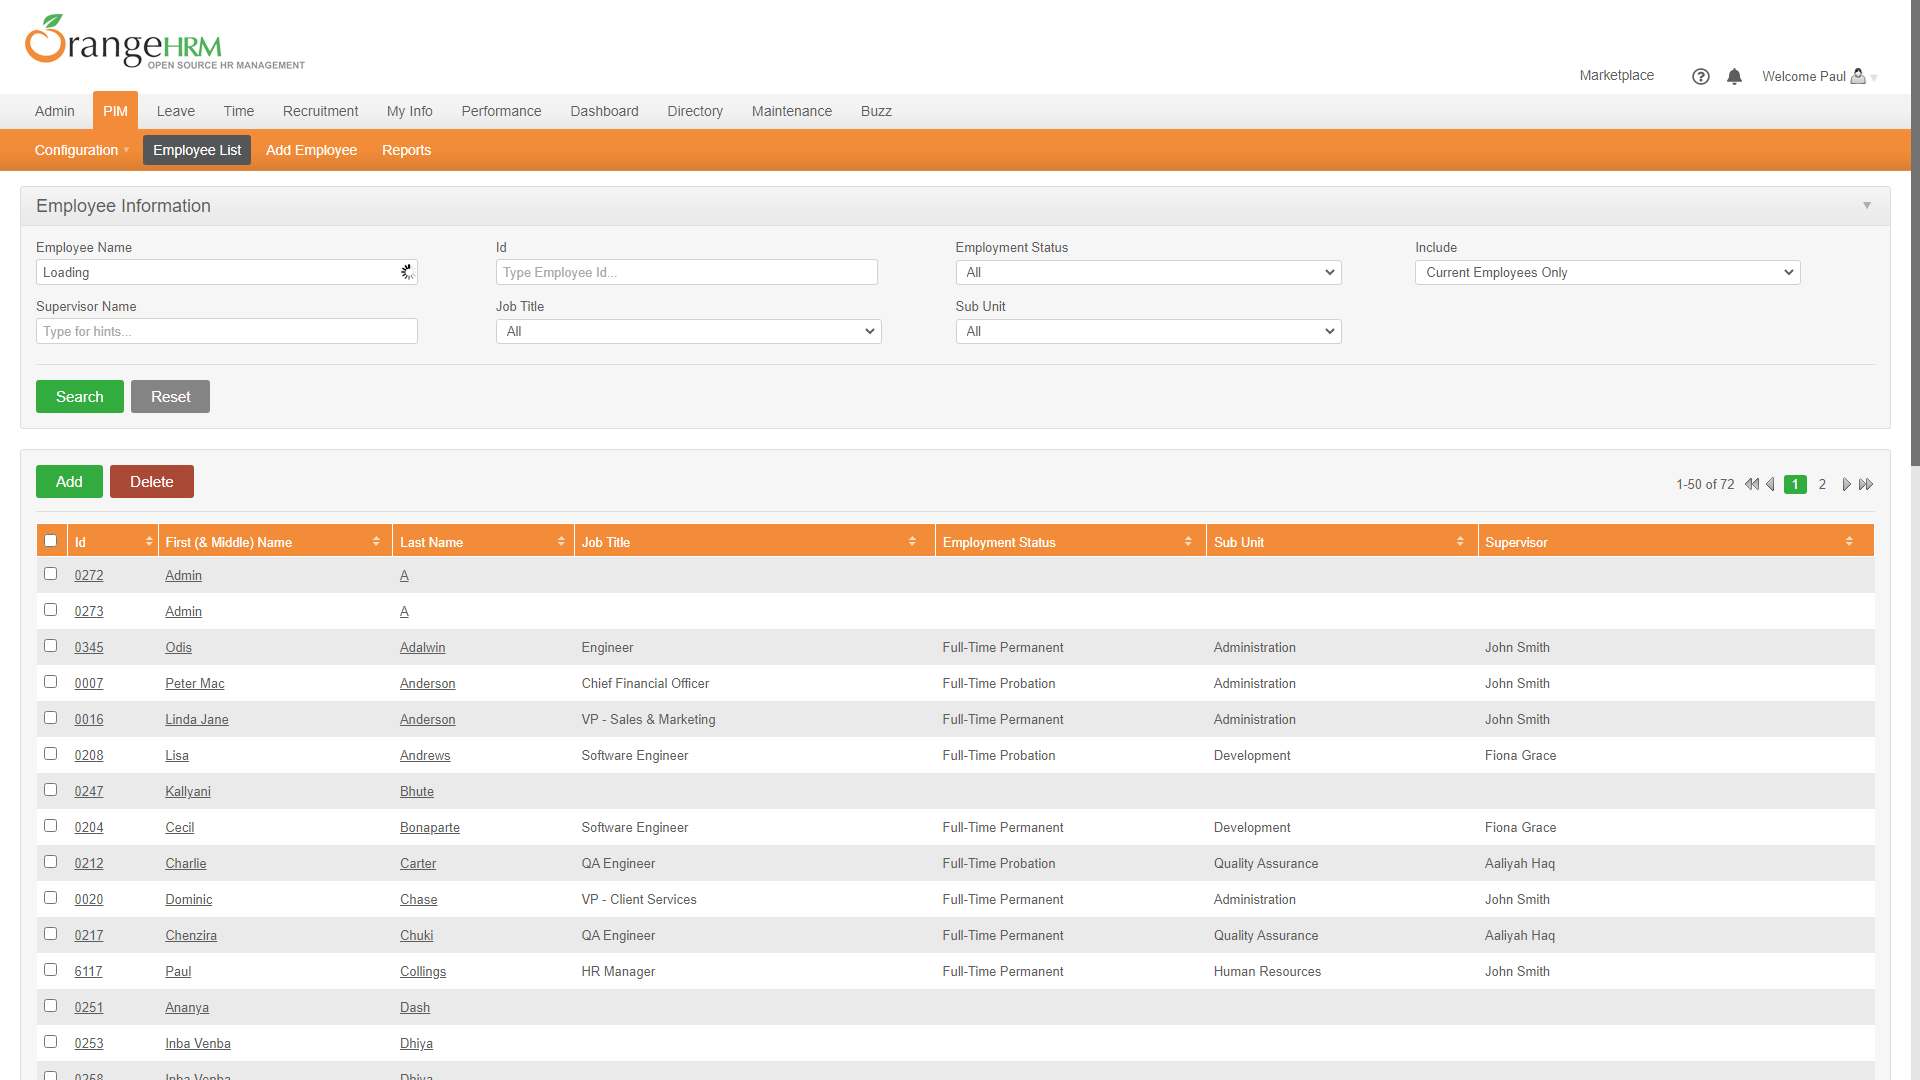 OrangeHRM
OPEN SOURCE HR MANAGEMENT
Marketplace
Welcome Paul
Admin PIM Leave Time Recruitment My Info Performance Dashboard Directory Maintenance Buzz
Configuration Employee List Add Employee Reports
Employee Information
Employee Name Id Employment Status Include
Loading Type Employee Id... All Current Employees Only
Supervisor Name Job Title Sub Unit
Type for hints... All All
Search Reset
Add Delete 1-50 of 72 1 2
Id First (& Middle) Name Last Name Job Title Employment Status Sub Unit Supervisor
0272 Admin A
0273 Admin A
0345 Odis Adalwin Engineer Full-Time Permanent Administration John Smith
0007 Peter Mac Anderson Chief Financial Officer Full-Time Probation Administration John Smith
0016 Linda Jane Anderson VP - Sales & Marketing Full-Time Permanent Administration John Smith
0208 Lisa Andrews Software Engineer Full-Time Probation Development Fiona Grace
0247 Kallyani Bhute
0204 Cecil Bonaparte Software Engineer Full-Time Permanent Development Fiona Grace
0212 Charlie Carter QA Engineer Full-Time Probation Quality Assurance Aaliyah Haq
0020 Dominic Chase VP - Client Services Full-Time Permanent Administration John Smith
0217 Chenzira Chuki QA Engineer Full-Time Permanent Quality Assurance Aaliyah Haq
6117 Paul Collings HR Manager Full-Time Permanent Human Resources John Smith
0251 Ananya Dash
0253 Inba Venba Dhiya
0258 Inba Venba Dhiya